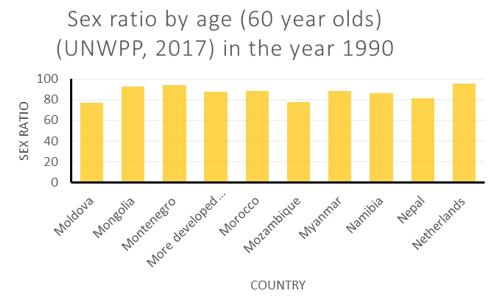 Sex ratio by age (60 year olds)
(UNWPP, 2017) in the year 1990
SEX RATIO
100
80
60
40
20
0
Moldova
Mongolia
Montenegro
More developed...
Morocco
Mozambique
Myanmar
Namibia
Nepal
Netherlands
COUNTRY